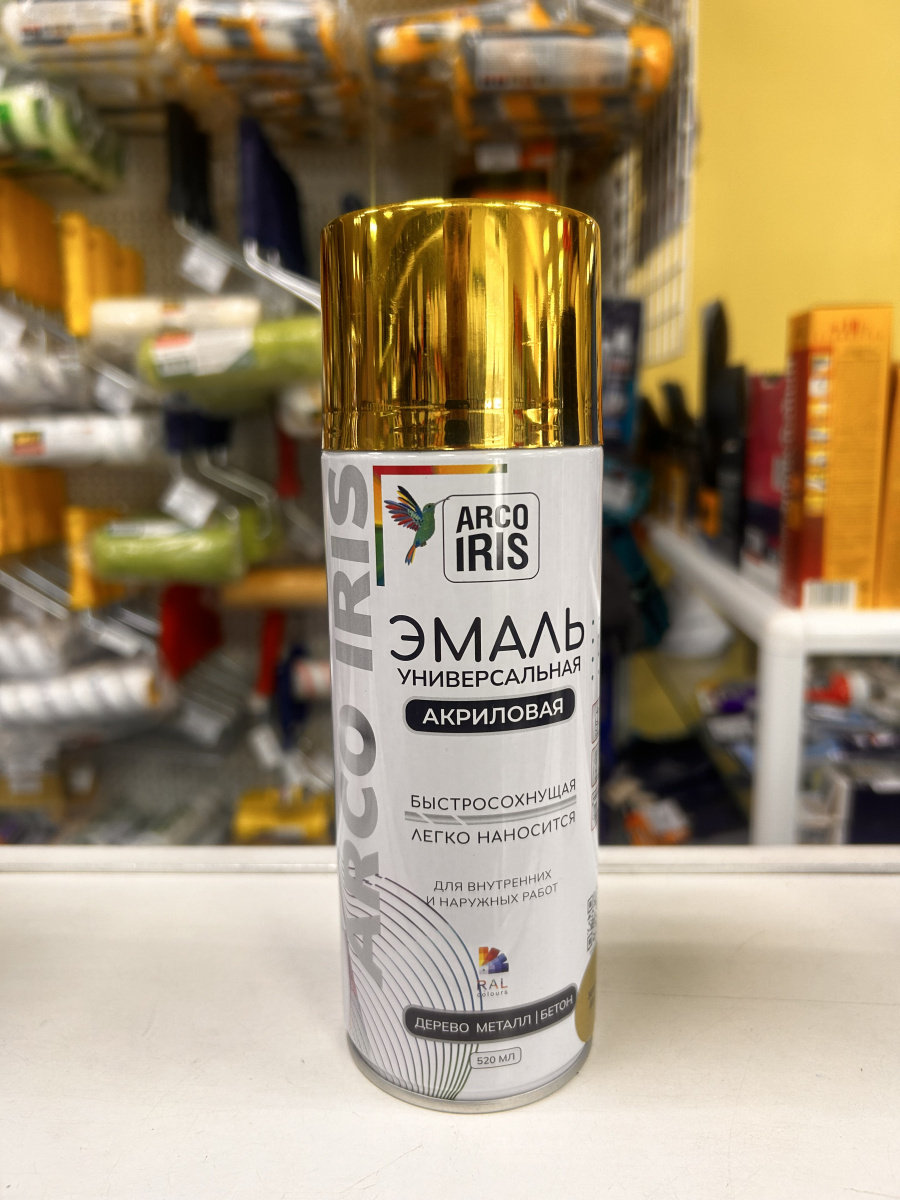 ARCO IRIS
ARCO
IRIS
ЭМАЛЬ
УНИВЕРСАЛЬНАЯ
АКРИЛОВАЯ
БЫСТРОСОХНУЩАЯ
ЛЕГКО НАНОСИТСЯ
ДЛЯ ВНУТРЕННИХ
И НАРУЖНЫХ РАБОТ
RAL
colours
ДЕРЕВО МЕТАЛЛ | БЕТОН
520 МЛ